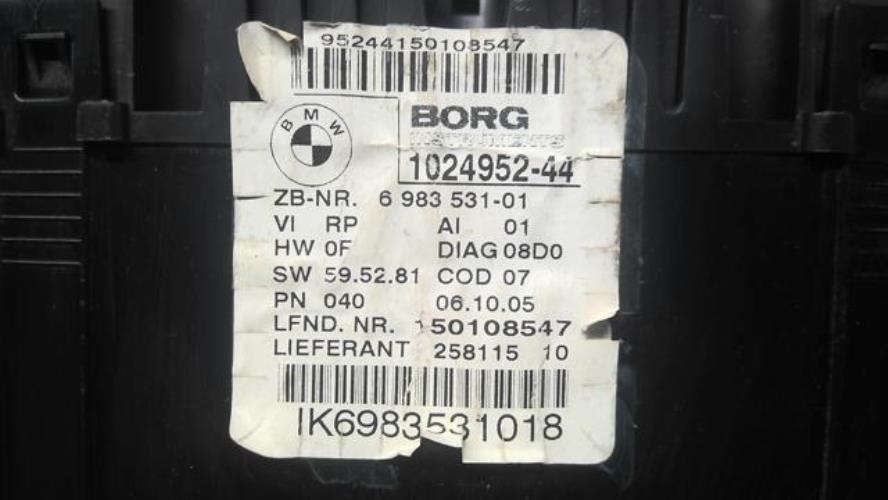 95244150108547
BMW
BORG
INSTRUMENTS
1024952-44
ZB-NR. 6 983 531-01
VI RP AI 01
HW 0F DIAG 08D0
SW 59.52.81 COD 07
PN 040 06.10.05
LFND. NR. 150108547
LIEFERANT 258115 10
IK6983531018